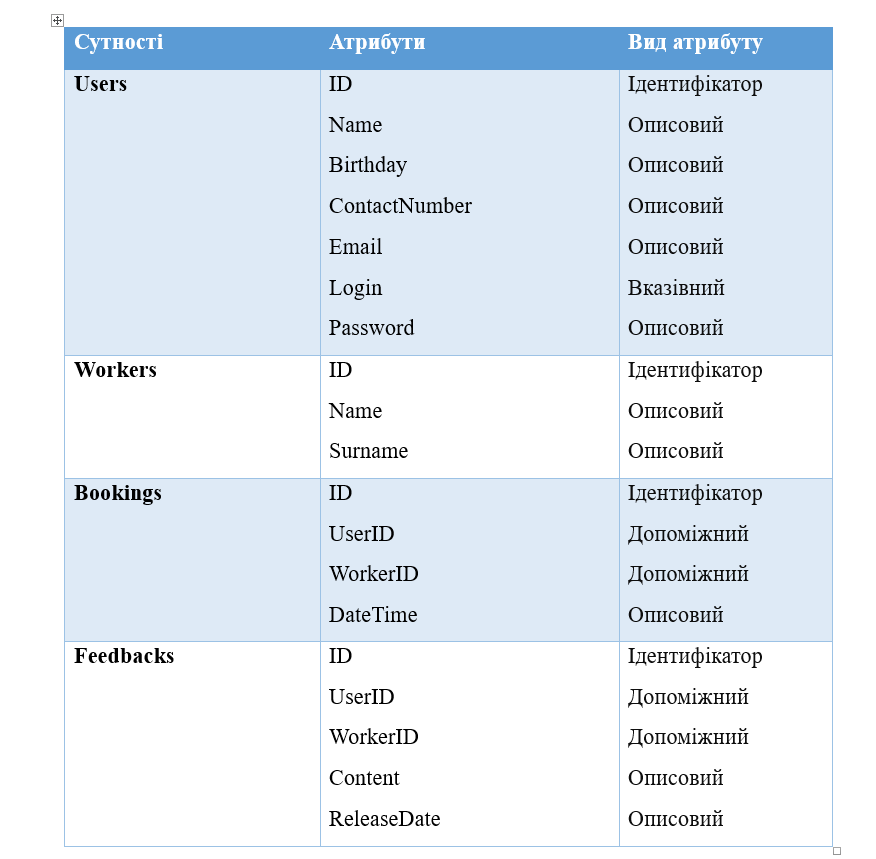 Сутності Атрибути Вид атрибуту
Users ID Ідентифікатор
Name Описовий
Birthday Описовий
ContactNumber Описовий
Email Описовий
Login Вказівний
Password Описовий
Workers ID Ідентифікатор
Name Описовий
Surname Описовий
Bookings ID Ідентифікатор
UserID Допоміжний
WorkerID Допоміжний
DateTime Описовий
Feedbacks ID Ідентифікатор
UserID Допоміжний
WorkerID Допоміжний
Content Описовий
ReleaseDate Описовий